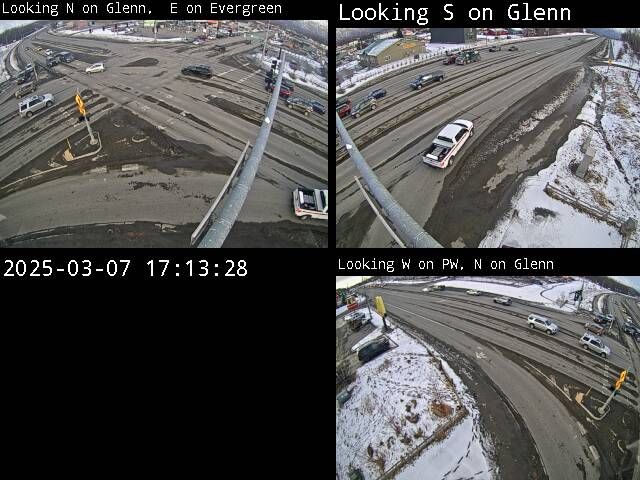 Looking N on Glenn, E on Evergreen
Looking S on Glenn
2025-03-07 17:13:28
Looking W on PW, N on Glenn